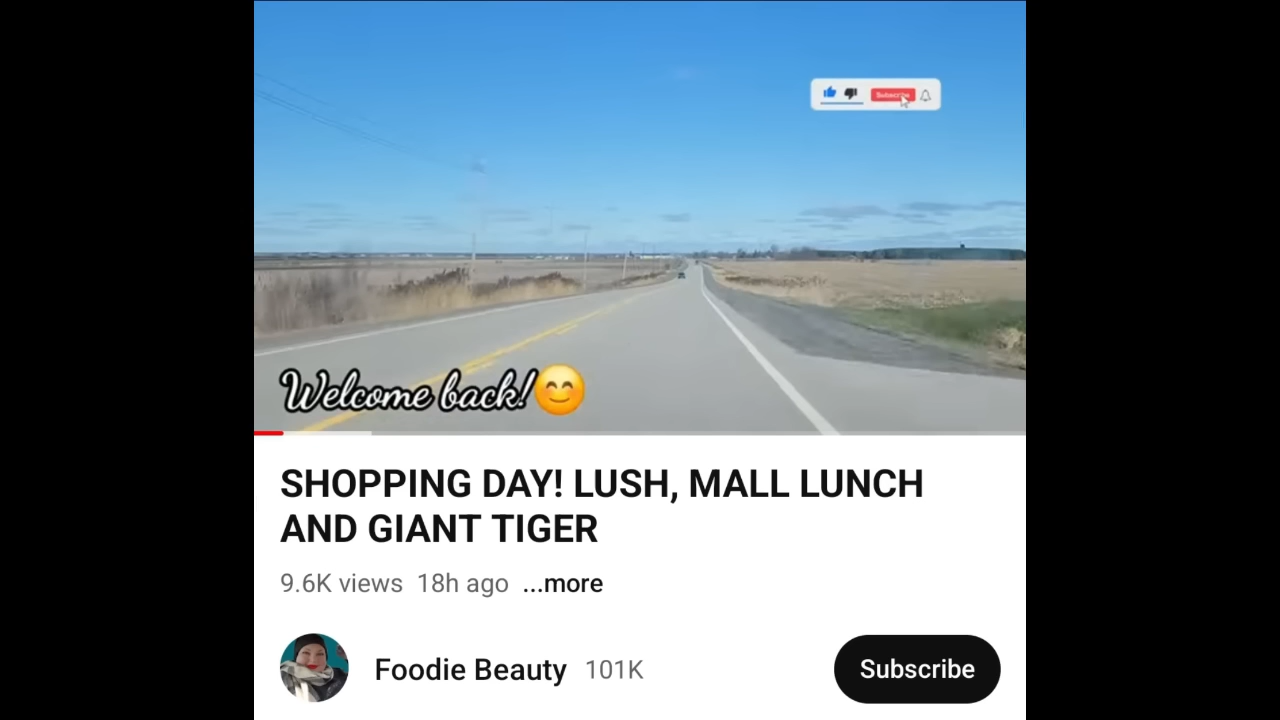 Subscribe
Welcome back!😊
SHOPPING DAY! LUSH, MALL LUNCH
AND GIANT TIGER
9.6K views 18h ago ...more
Foodie Beauty 101K
Subscribe